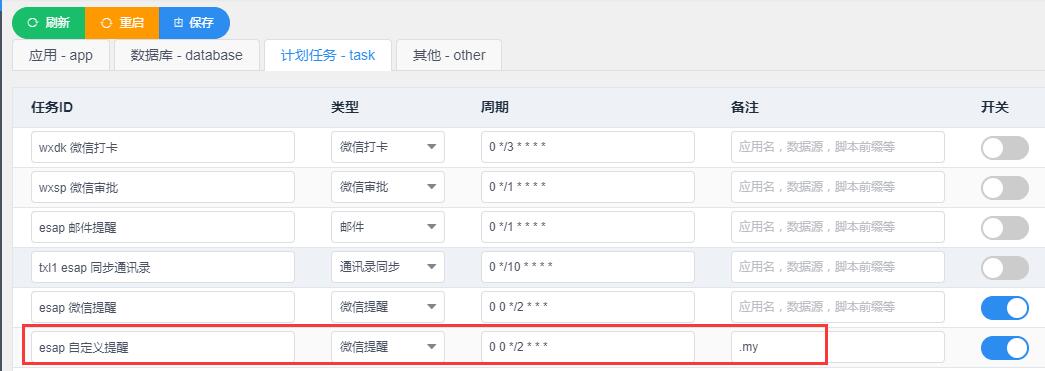 刷新 重启 保存
应用 - app 数据库 - database 计划任务 - task 其他 - other
任务ID 类型 周期 备注 开关
wxdk 微信打卡 微信打卡 0 */3 * * * * 应用名，数据源，脚本前缀等
wxsp 微信审批 微信审批 0 */1 * * * * 应用名，数据源，脚本前缀等
esap 邮件提醒 邮件 0 */1 * * * * 应用名，数据源，脚本前缀等
txl1 esap 同步通讯录 通讯录同步 0 */10 * * * * 应用名，数据源，脚本前缀等
esap 微信提醒 微信提醒 0 0 */2 * * * 应用名，数据源，脚本前缀等
esap 自定义提醒 微信提醒 0 0 */2 * * * .my